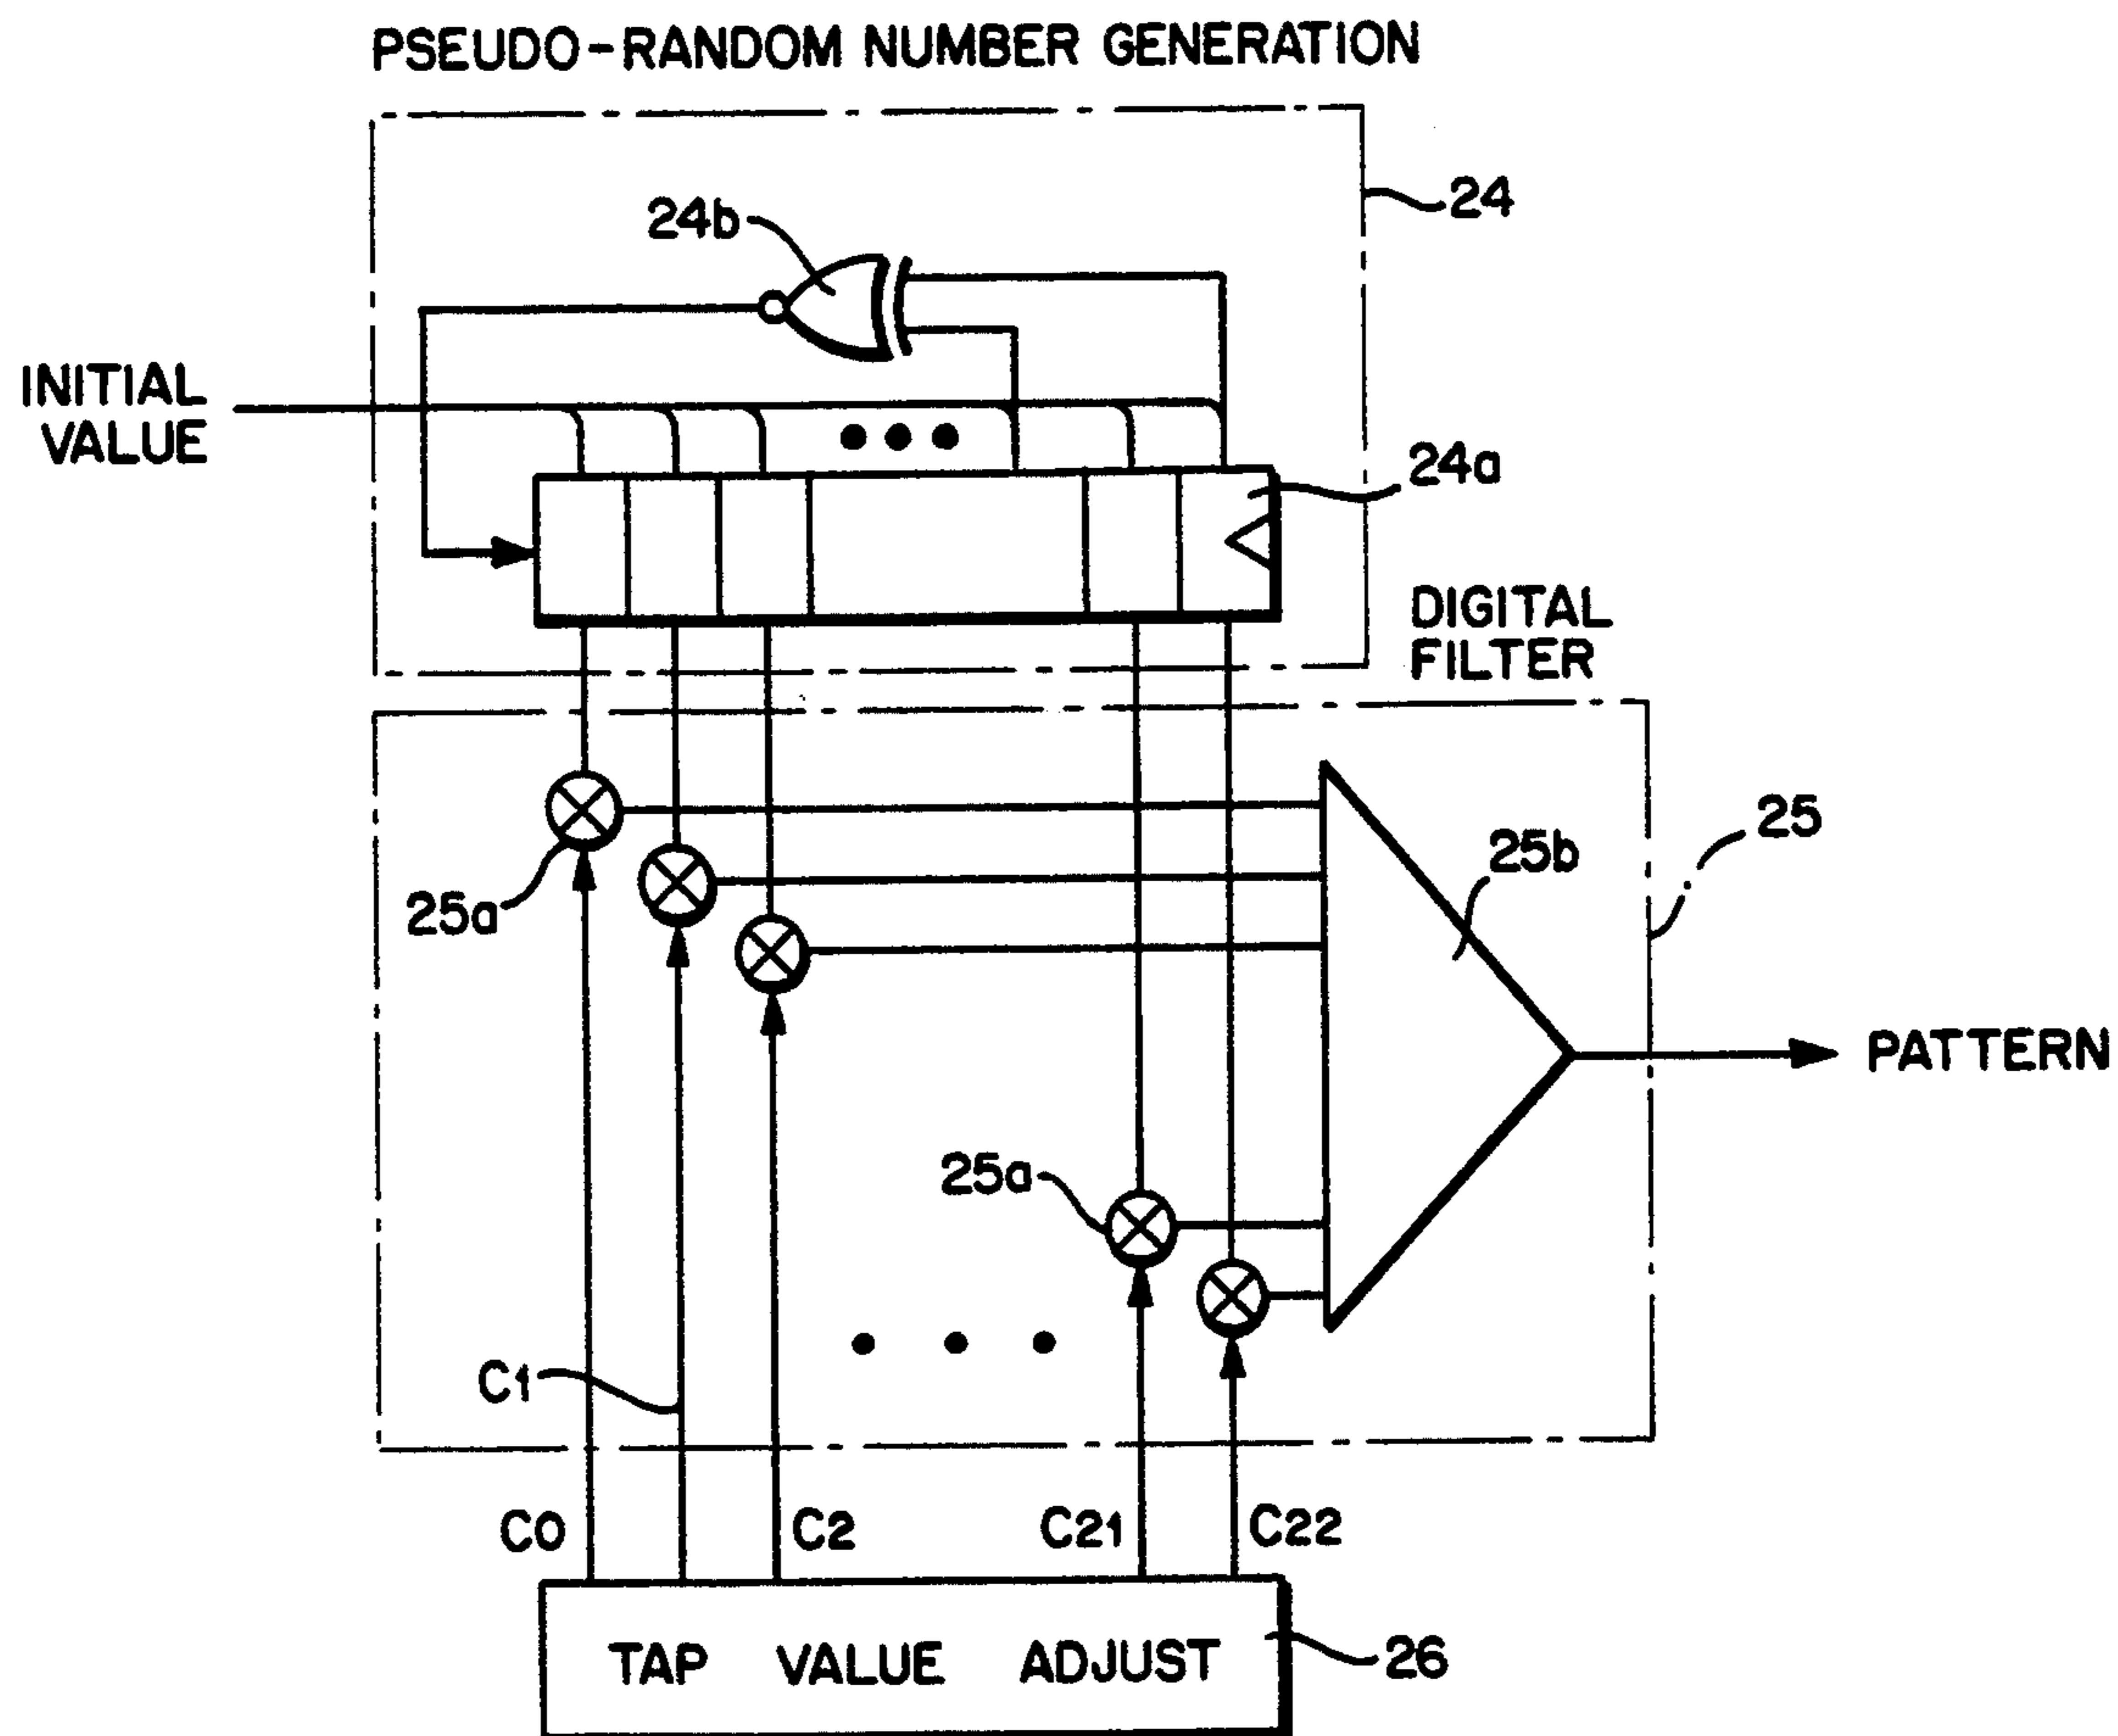 PSEUDO-RANDOM NUMBER GENERATION
24b
24
INITIAL
VALUE
24a
DIGITAL
FILTER
25a
25b
25
PATTERN
25a
C1
C0
C2
C21
C22
TAP VALUE ADJUST
26